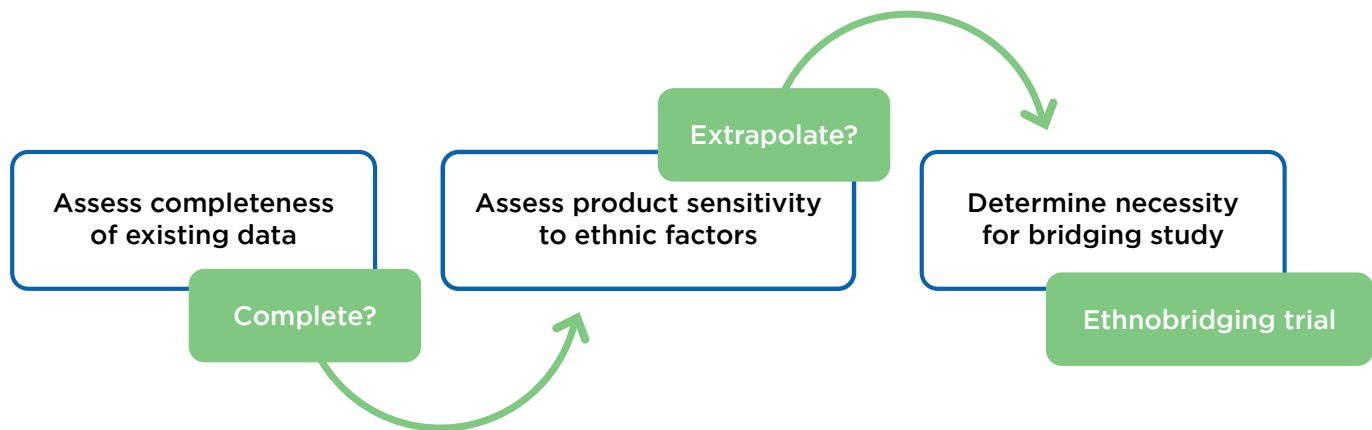 Assess completeness
of existing data
Complete?
Assess product sensitivity
to ethnic factors
Extrapolate?
Determine necessity
for bridging study
Ethnobridging trial